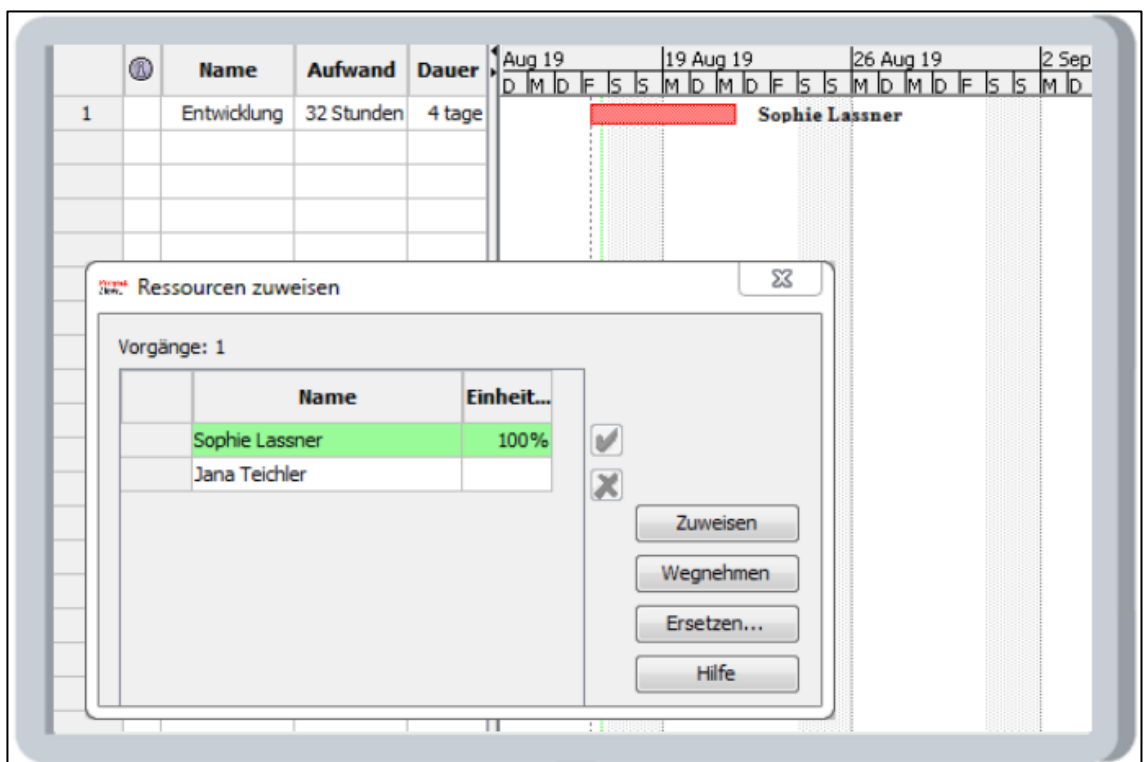 Name Aufwand Dauer Aug 19 19 Aug 19 26 Aug 19 2 Sep
D M D F S S M D M D F S S M D M D F S S M D
1 Entwicklung 32 Stunden 4 tage Sophie Lassner
Ressourcen zuweisen
Vorgänge: 1
Name Einheit...
Sophie Lassner 100%
Jana Teichler
Zuweisen
Wegnehmen
Ersetzen...
Hilfe